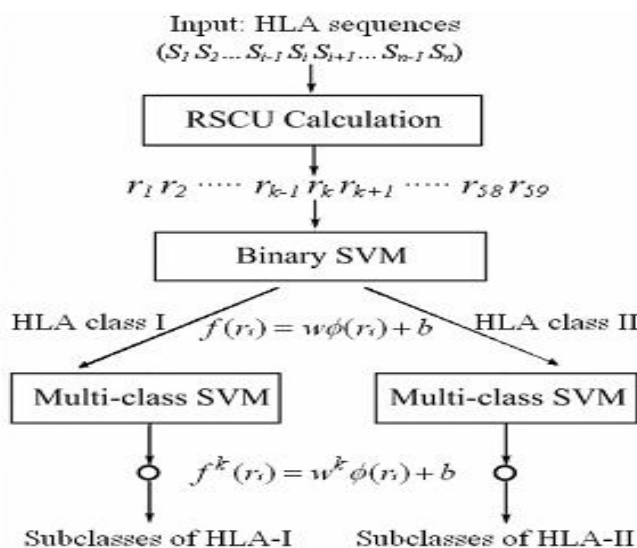 Input: HLA sequences
(S₁ S₂... Sᵢ₋₁ Sᵢ Sᵢ₊₁... Sₙ₋₁ Sₙ)
RSCU Calculation
r₁ r₂ ····· rₖ₋₁ rₖ rₖ₊₁ ····· r₅₈ r₅₉
Binary SVM
HLA class I
f(rᵢ) = wϕ(rᵢ) + b
HLA class II
Multi-class SVM
Multi-class SVM
fᵏ(rᵢ) = wᵏϕ(rᵢ) + b
Subclasses of HLA-I
Subclasses of HLA-II